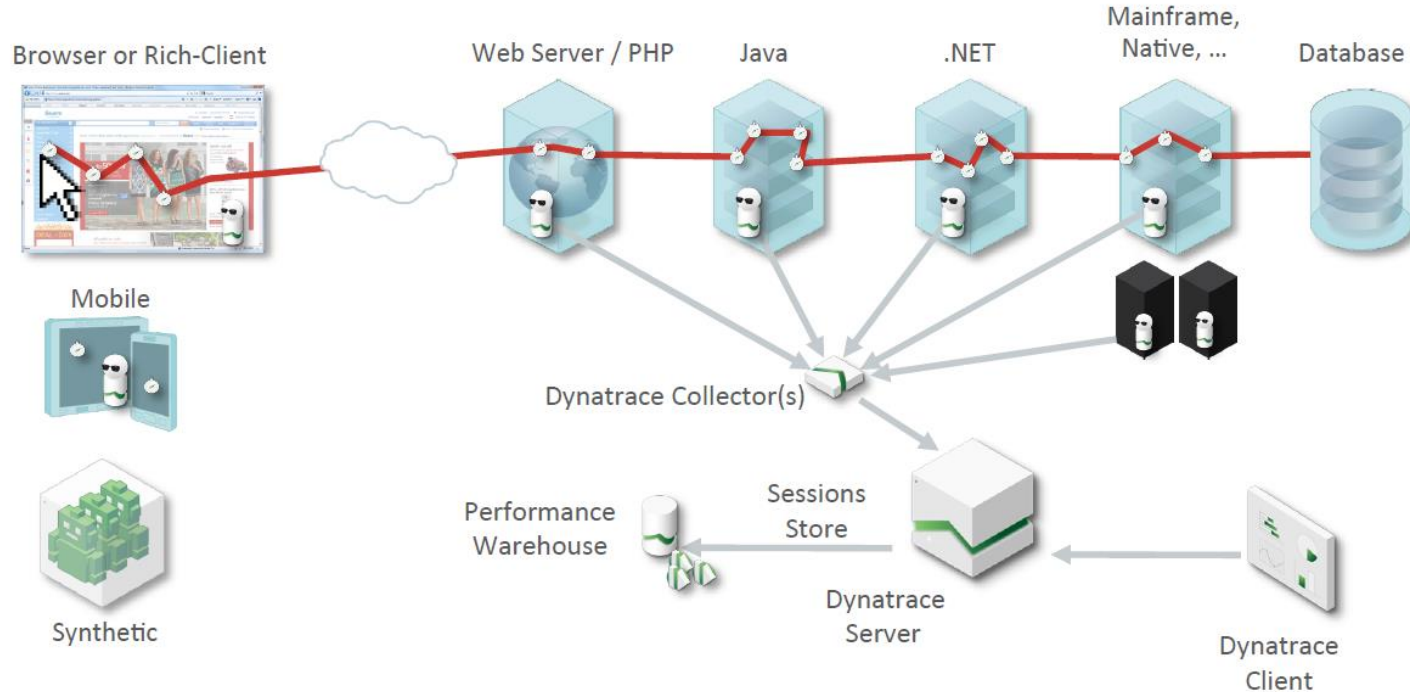 Browser or Rich-Client
Web Server / PHP
Java
.NET
Mainframe,
Native, ...
Database
Mobile
Dynatrace Collector(s)
Performance
Warehouse
Sessions
Store
Synthetic
Dynatrace
Server
Dynatrace
Client